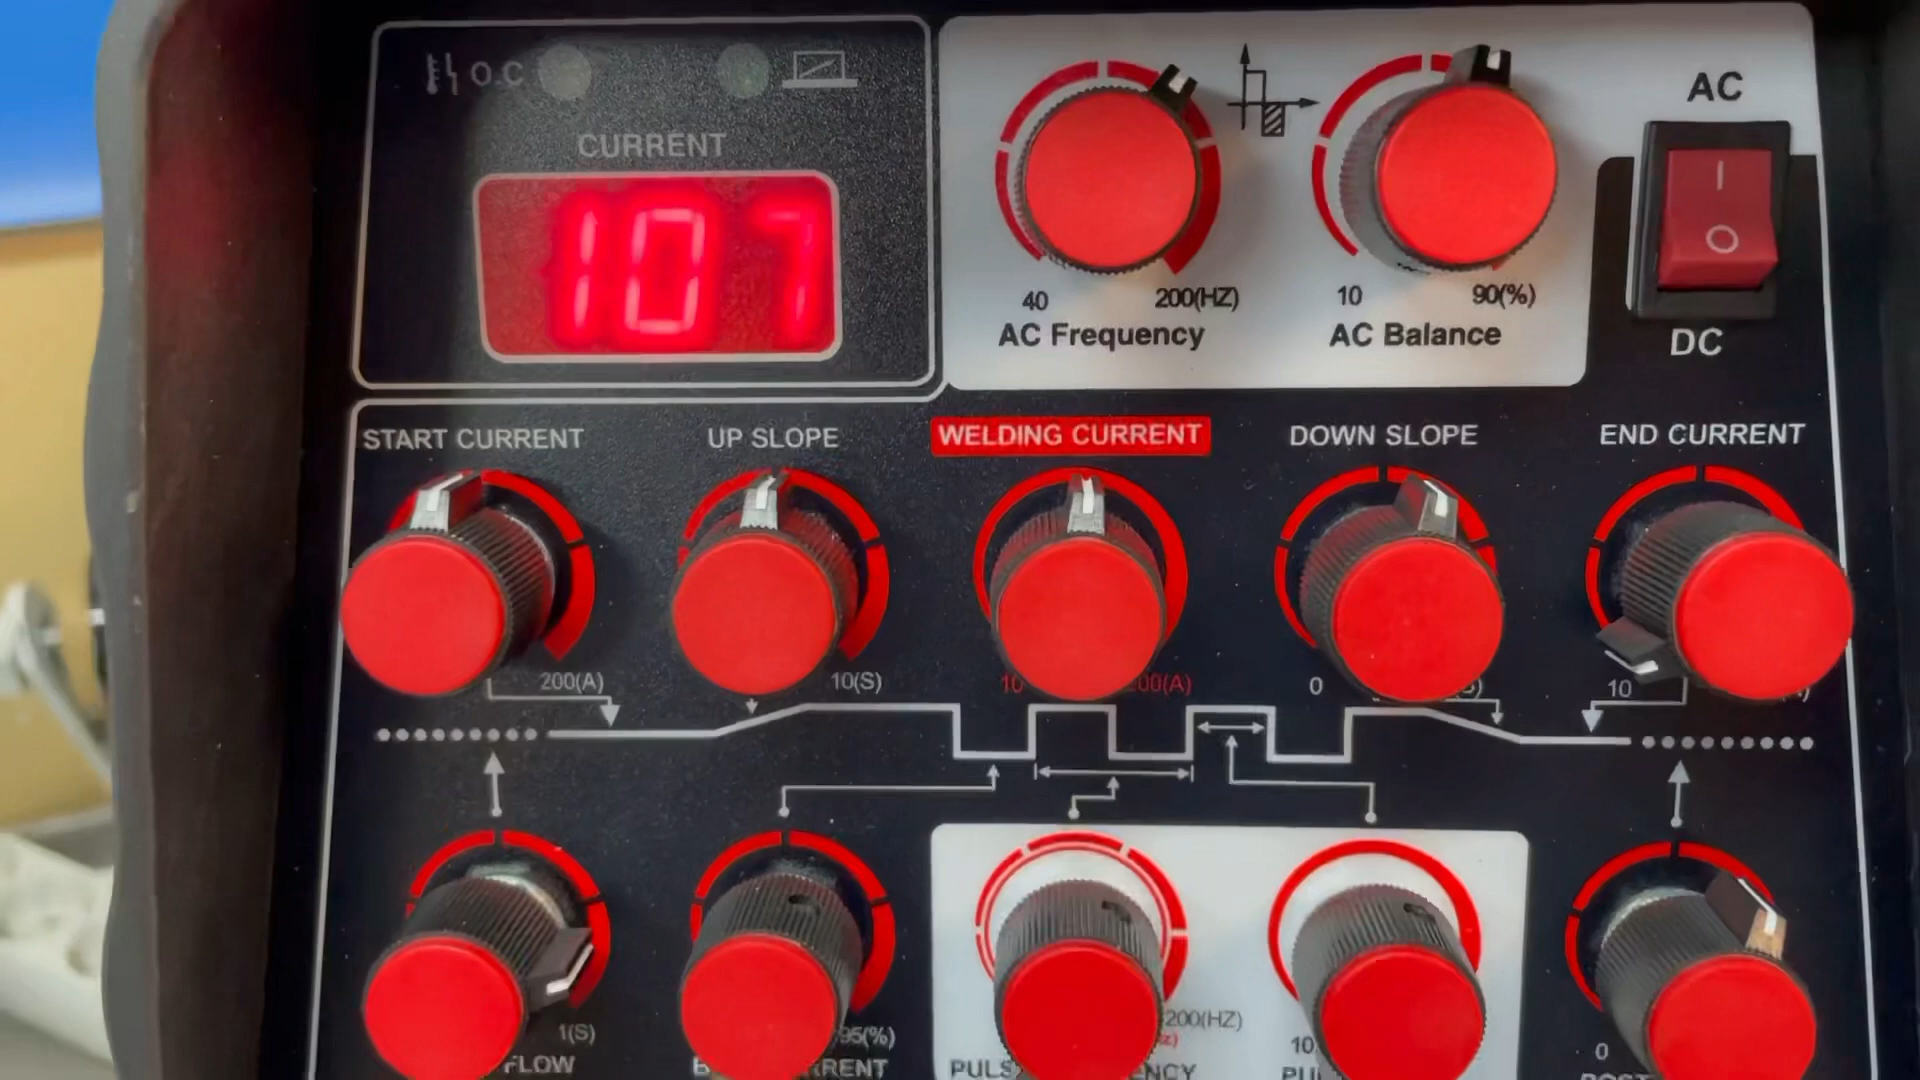 O.C
CURRENT
107
40 200(HZ)
AC Frequency
10 90(%)
AC Balance
AC
I
O
DC
START CURRENT
UP SLOPE
WELDING CURRENT
DOWN SLOPE
END CURRENT
200(A)
10(S)
10
0
10
1(S)
FLOW
95(%)
200(HZ)
10
0